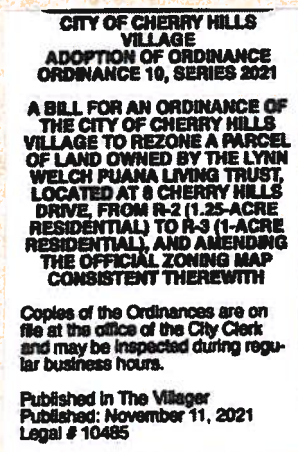 CITY OF CHERRY HILLS
VILLAGE
ADOPTION OF ORDINANCE
ORDINANCE 10, SERIES 2021
A BILL FOR AN ORDINANCE OF
THE CITY OF CHERRY HILLS
VILLAGE TO REZONE A PARCEL
OF LAND OWNED BY THE LYNN
WELCH PUANA LIVING TRUST,
LOCATED AT 8 CHERRY HILLS
DRIVE, FROM R-2 (1.25-ACRE
RESIDENTIAL) TO R-3 (1-ACRE
RESIDENTIAL), AND AMENDING
THE OFFICIAL ZONING MAP
CONSISTENT THEREWITH
Copies of the Ordinances are on
file at the office of the City Clerk
and may be inspected during regu-
lar business hours.
Published in The Villager
Published: November 11, 2021
Legal # 10485